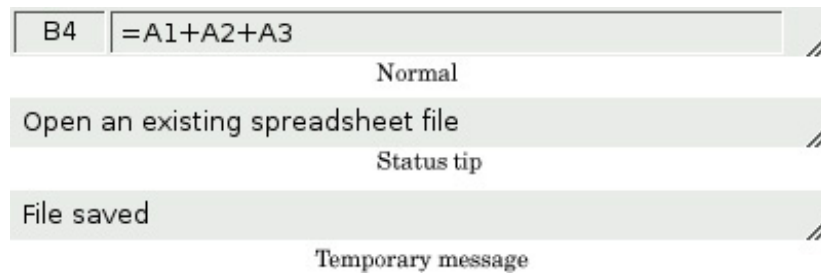 B4 =A1+A2+A3
Normal
Open an existing spreadsheet file
Status tip
File saved
Temporary message